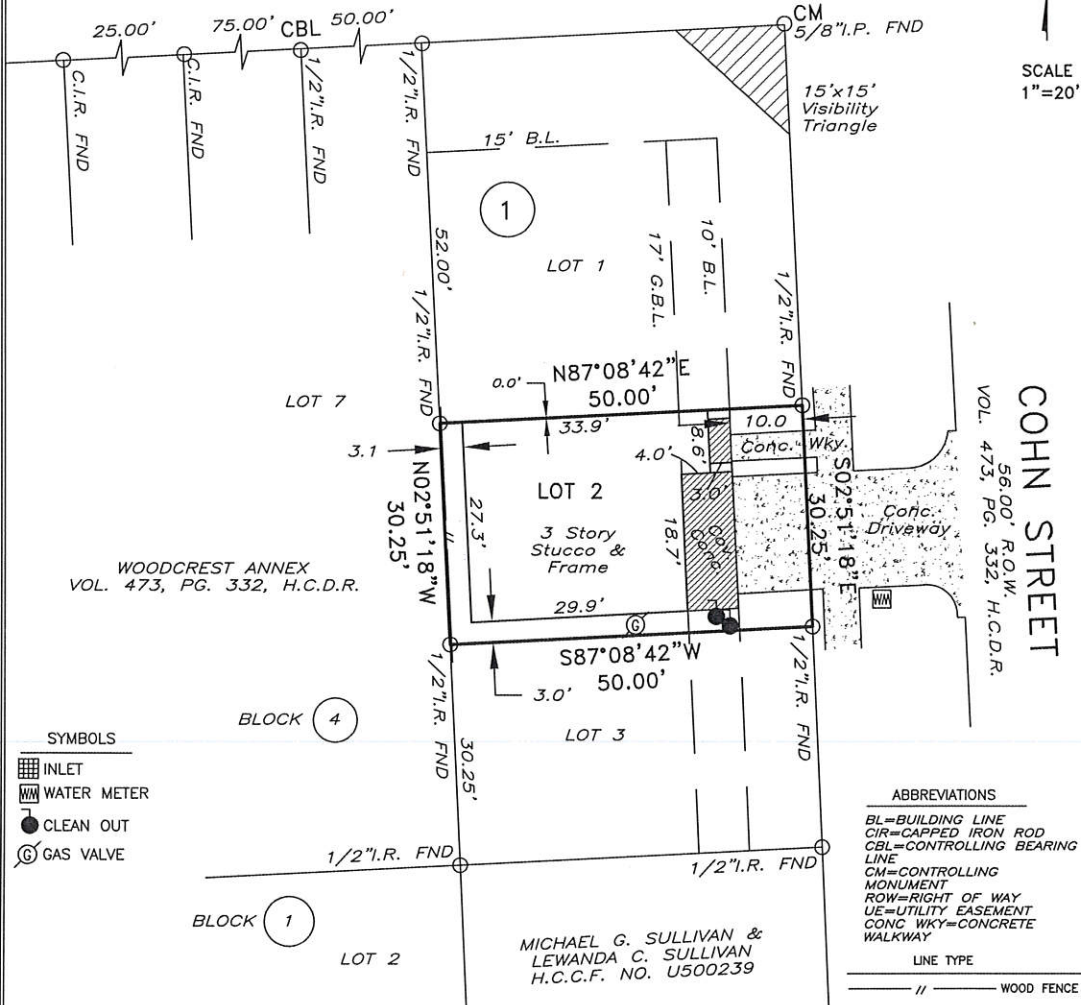 25.00'
75.00'
CBL
50.00'
CM
5/8"I.P. FND
SCALE
1"=20'
C.I.R. FND
C.I.R. FND
1/2"I.R. FND
1/2"I.R. FND
15'x15'
Visibility
Triangle
15' B.L.
1
52.00'
LOT 1
17' G.B.L.
10' B.L.
1/2"I.R. FND
1/2"I.R. FND
LOT 7
0.0'
N87°08'42"E
50.00'
33.9'
10.0
8.6'
Conc. Wky.
3.1
4.0'
3.0'
N02°51'18"W
30.25'
27.3'
LOT 2
3 Story
Stucco &
Frame
18.7'
Cov.
Conc.
S02°51'18"E
30.25'
Conc.
Driveway
COHN STREET
56.00' R.O.W.
VOL. 473, PG. 332, H.C.D.R.
WOODCREST ANNEX
VOL. 473, PG. 332, H.C.D.R.
//
29.9'
G
WM
S87°08'42"W
50.00'
3.0'
1/2"I.R. FND
1/2"I.R. FND
BLOCK 4
30.25'
LOT 3
SYMBOLS
INLET
WM WATER METER
CLEAN OUT
G GAS VALVE
1/2"I.R. FND
1/2"I.R. FND
BLOCK 1
LOT 2
MICHAEL G. SULLIVAN &
LEWANDA C. SULLIVAN
H.C.C.F. NO. U500239
ABBREVIATIONS
BL=BUILDING LINE
CIR=CAPPED IRON ROD
CBL=CONTROLLING BEARING
LINE
CM=CONTROLLING
MONUMENT
ROW=RIGHT OF WAY
UE=UTILITY EASEMENT
CONC WKY=CONCRETE
WALKWAY
LINE TYPE
// WOOD FENCE